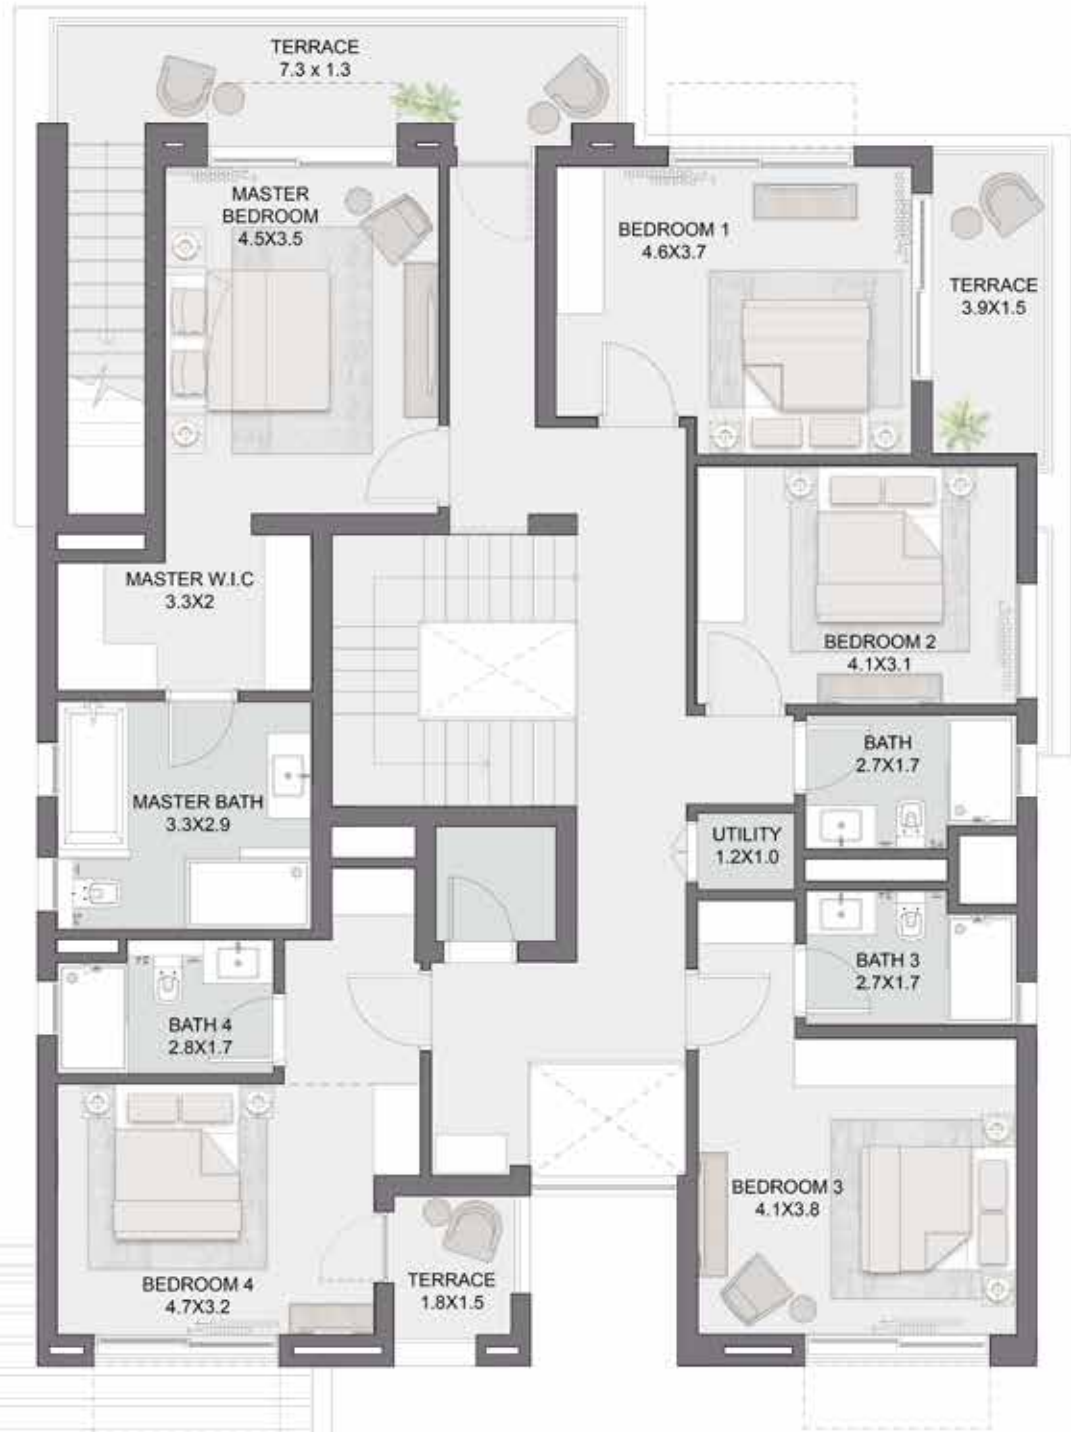 TERRACE
7.3 x 1.3
MASTER
BEDROOM
4.5X3.5
BEDROOM 1
4.6X3.7
TERRACE
3.9X1.5
MASTER W.I.C
3.3X2
BEDROOM 2
4.1X3.1
BATH
2.7X1.7
MASTER BATH
3.3X2.9
UTILITY
1.2X1.0
BATH 3
2.7X1.7
BATH 4
2.8X1.7
BEDROOM 3
4.1X3.8
BEDROOM 4
4.7X3.2
TERRACE
1.8X1.5